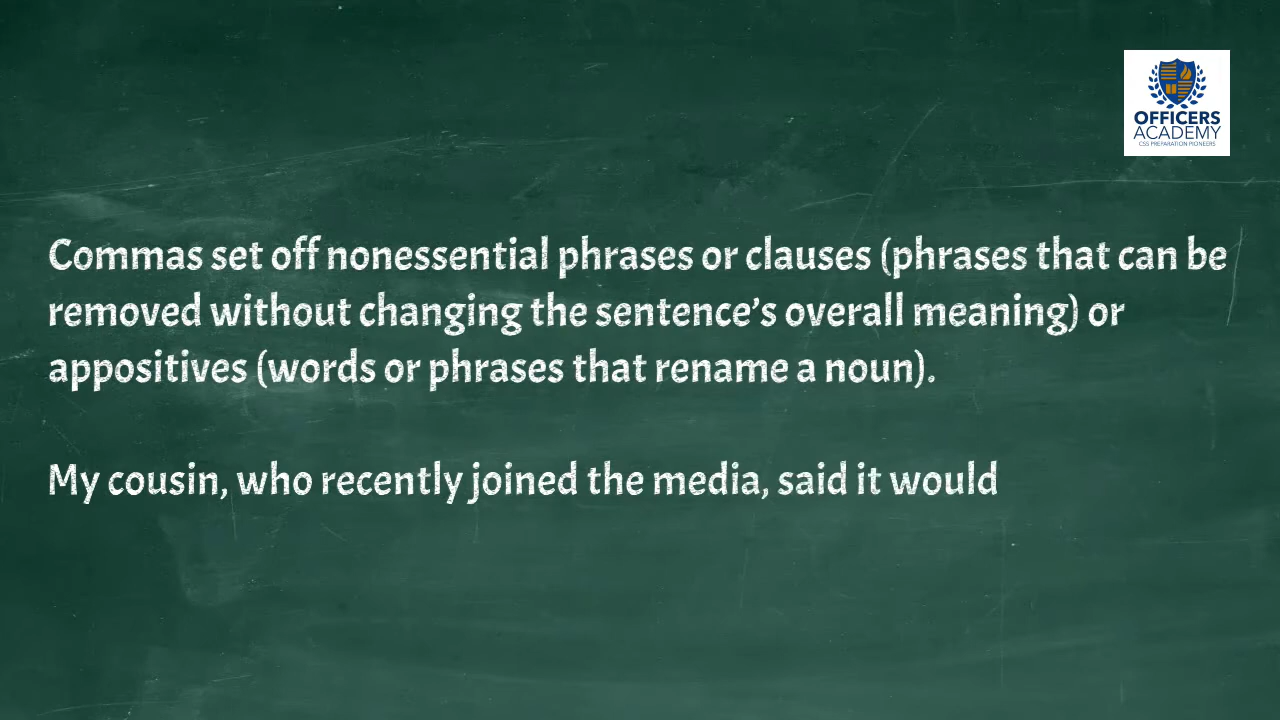 OFFICERS
ACADEMY
CSS PREPARATION PIONEERS
Commas set off nonessential phrases or clauses (phrases that can be
removed without changing the sentence’s overall meaning) or
appositives (words or phrases that rename a noun).
My cousin, who recently joined the media, said it would